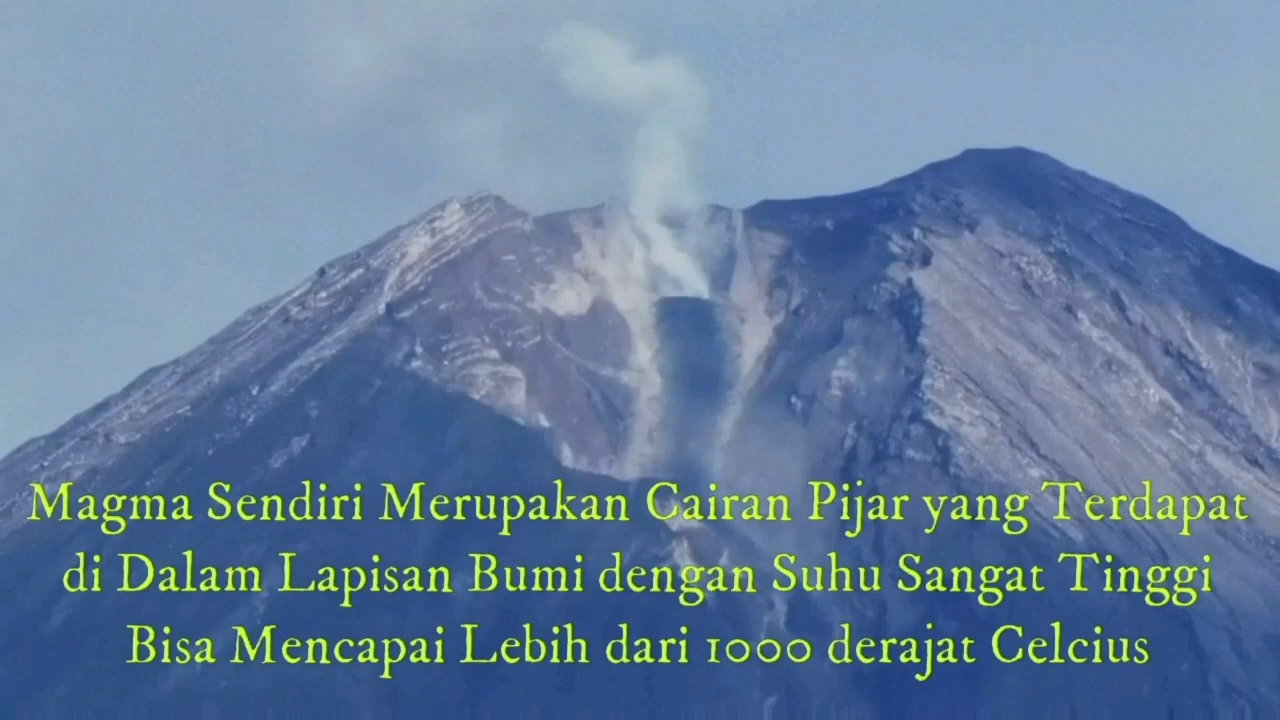 Magma Sendiri Merupakan Cairan Pijar yang Terdapat
di Dalam Lapisan Bumi dengan Suhu Sangat Tinggi
Bisa Mencapai Lebih dari 1000 derajat Celcius